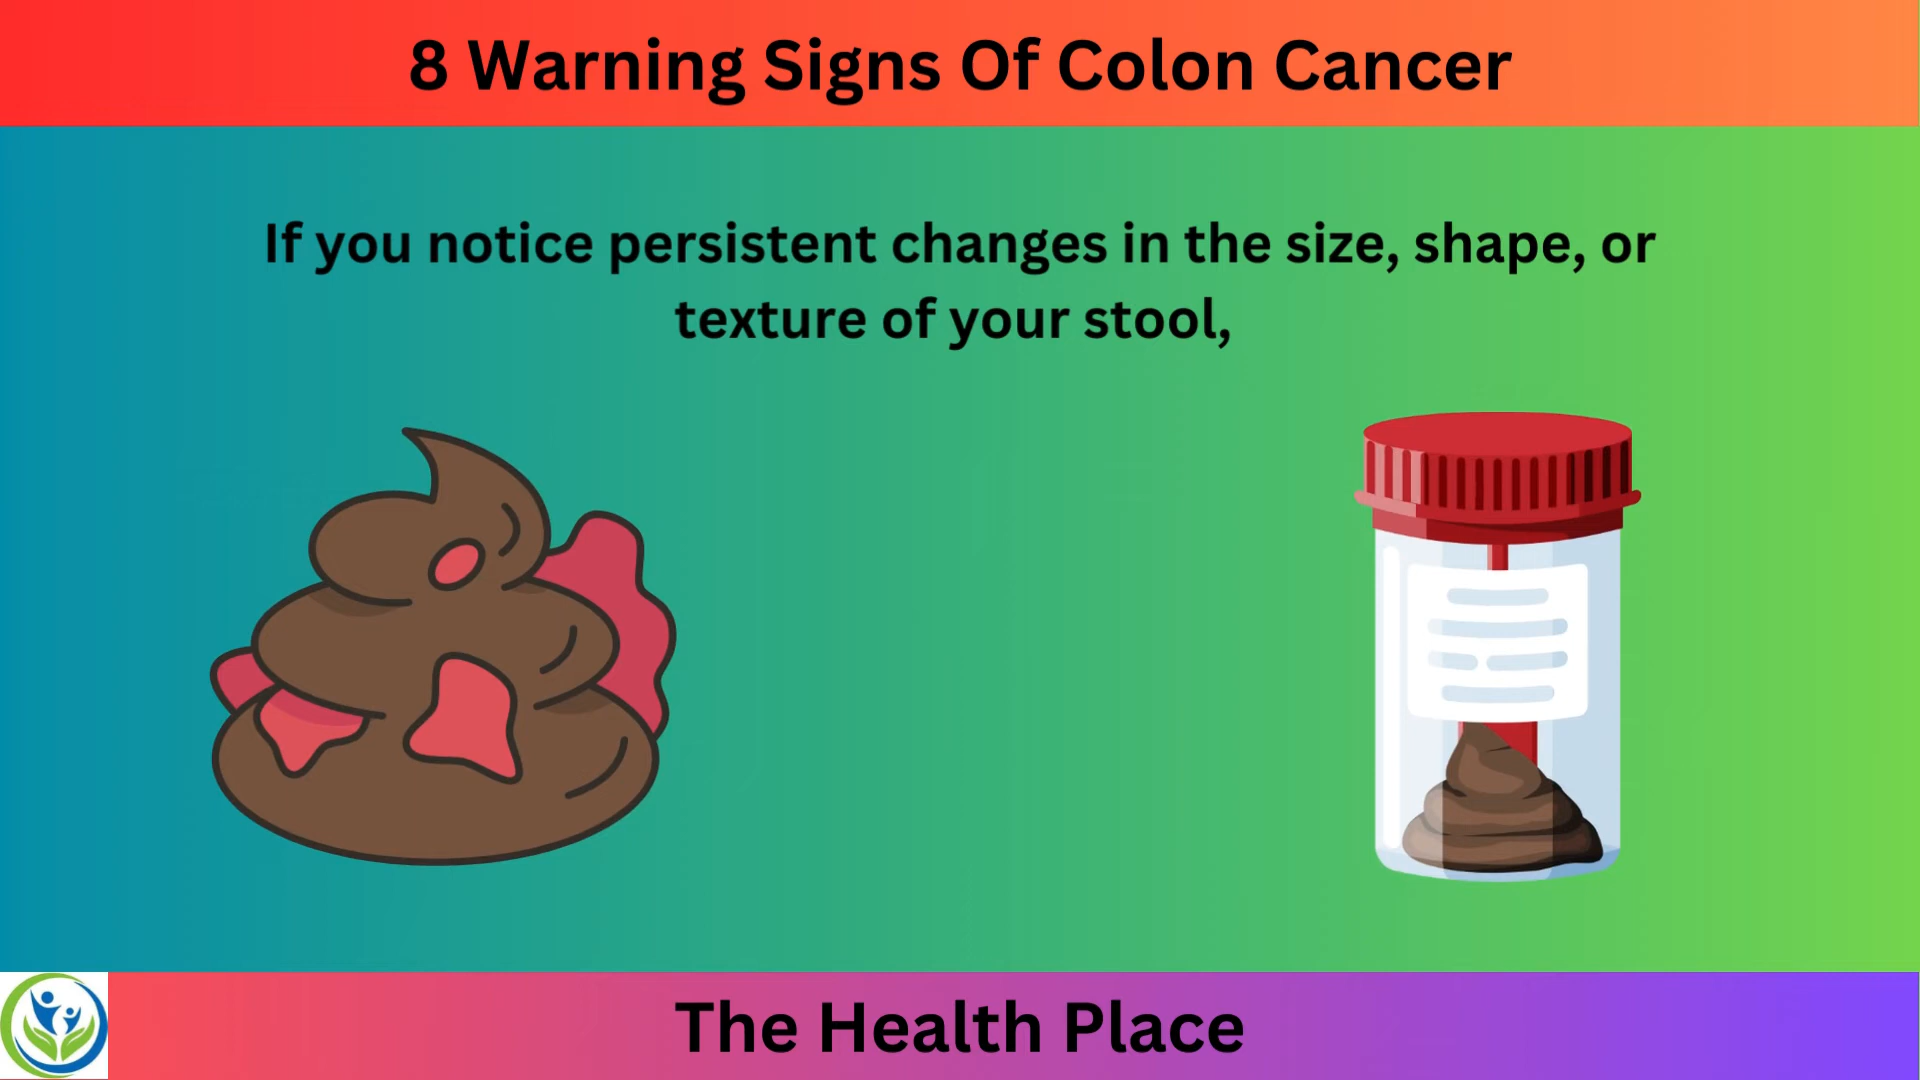 8 Warning Signs Of Colon Cancer
If you notice persistent changes in the size, shape, or
texture of your stool,
The Health Place